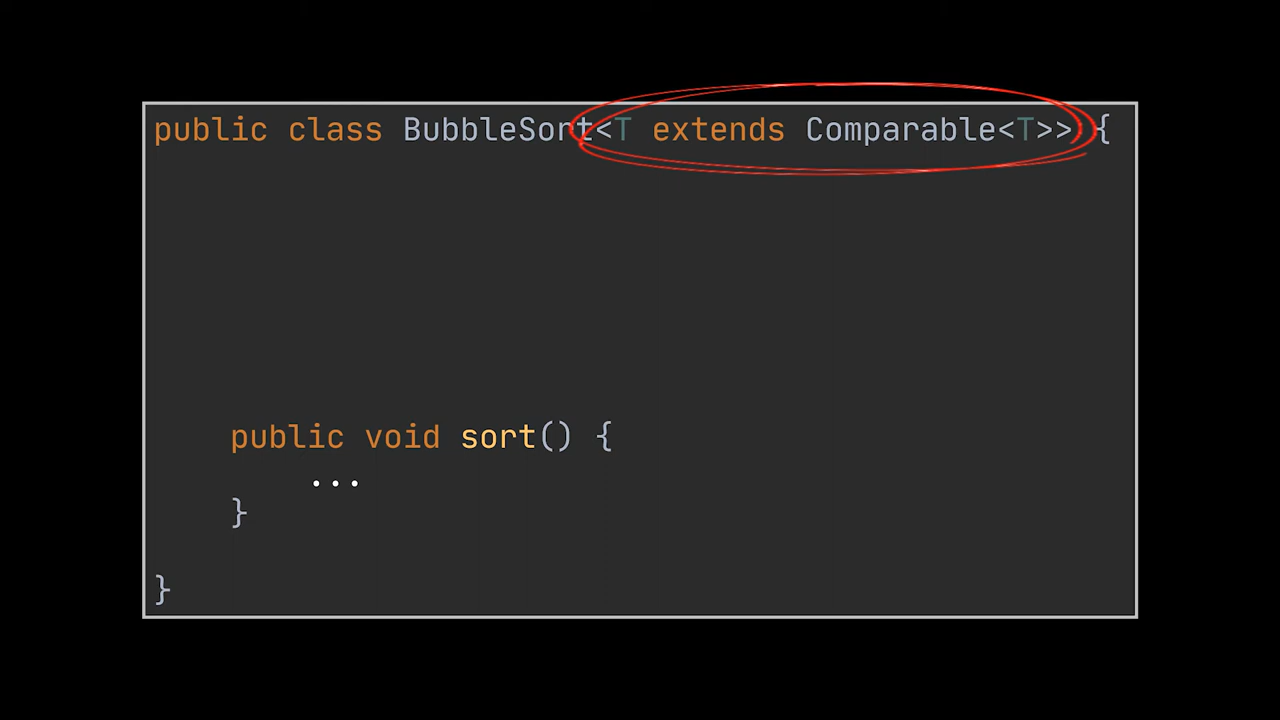 public class BubbleSort<T extends Comparable<T>> {
public void sort() {
...
}
}